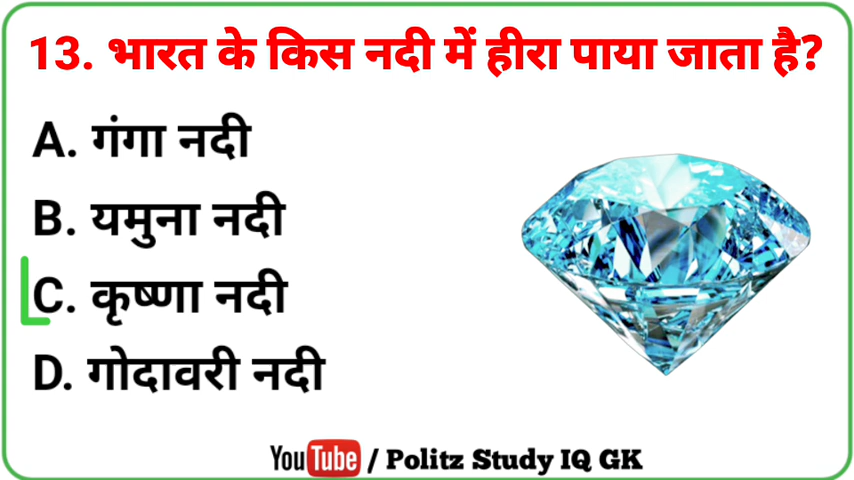 13. भारत के किस नदी में हीरा पाया जाता है?
A. गंगा नदी
B. यमुना नदी
C. कृष्णा नदी
D. गोदावरी नदी
YouTube / Politz Study IQ GK